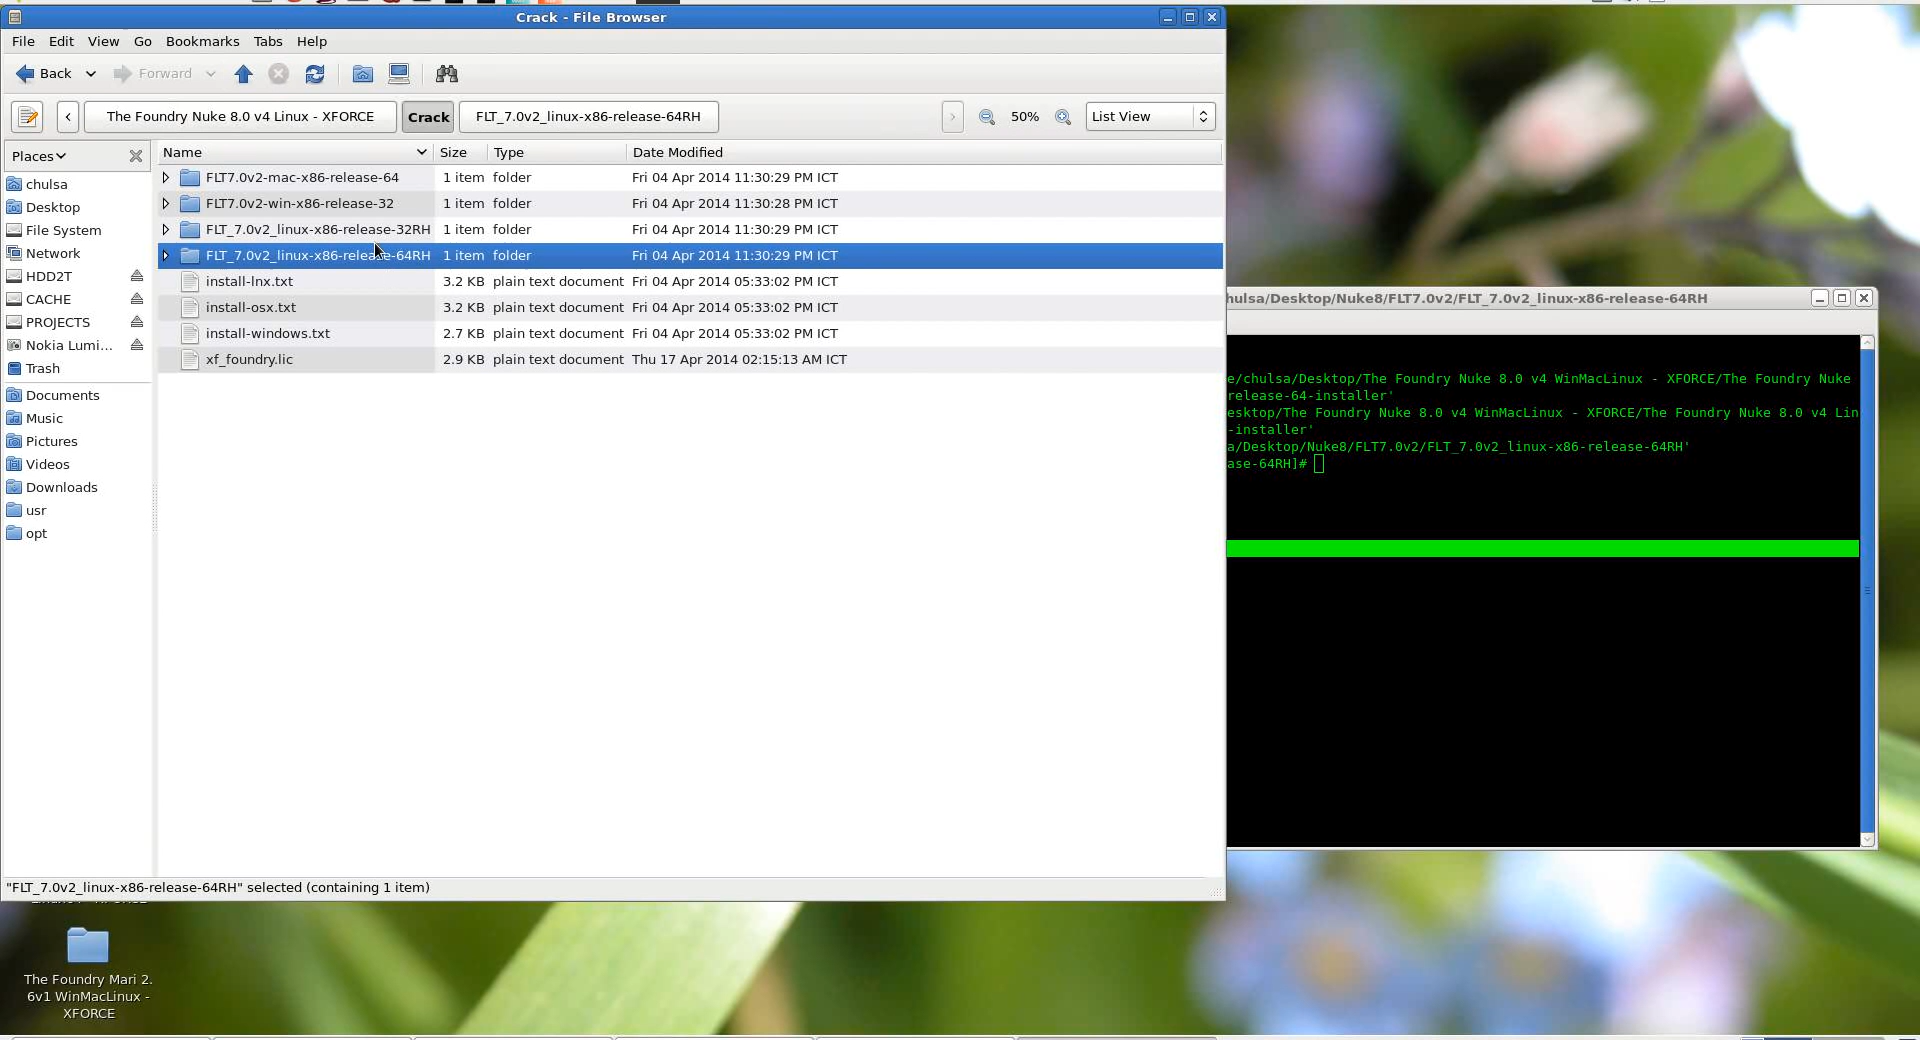 Crack - File Browser
File Edit View Go Bookmarks Tabs Help
Back Forward
The Foundry Nuke 8.0 v4 Linux - XFORCE Crack FLT_7.0v2_linux-x86-release-64RH 50% List View
Places
chulsa
Desktop
File System
Network
HDD2T
CACHE
PROJECTS
Nokia Lumi...
Trash
Documents
Music
Pictures
Videos
Downloads
usr
opt
Name Size Type Date Modified
FLT7.0v2-mac-x86-release-64 1 item folder Fri 04 Apr 2014 11:30:29 PM ICT
FLT7.0v2-win-x86-release-32 1 item folder Fri 04 Apr 2014 11:30:28 PM ICT
FLT_7.0v2_linux-x86-release-32RH 1 item folder Fri 04 Apr 2014 11:30:29 PM ICT
FLT_7.0v2_linux-x86-release-64RH 1 item folder Fri 04 Apr 2014 11:30:29 PM ICT
install-lnx.txt 3.2 KB plain text document Fri 04 Apr 2014 05:33:02 PM ICT
install-osx.txt 3.2 KB plain text document Fri 04 Apr 2014 05:33:02 PM ICT
install-windows.txt 2.7 KB plain text document Fri 04 Apr 2014 05:33:02 PM ICT
xf_foundry.lic 2.9 KB plain text document Thu 17 Apr 2014 02:15:13 AM ICT
"FLT_7.0v2_linux-x86-release-64RH" selected (containing 1 item)
hulsa/Desktop/Nuke8/FLT7.0v2/FLT_7.0v2_linux-x86-release-64RH
e/chulsa/Desktop/The Foundry Nuke 8.0 v4 WinMacLinux - XFORCE/The Foundry Nuke
release-64-installer'
esktop/The Foundry Nuke 8.0 v4 WinMacLinux - XFORCE/The Foundry Nuke 8.0 v4 Lin
-installer'
a/Desktop/Nuke8/FLT7.0v2/FLT_7.0v2_linux-x86-release-64RH'
ase-64RH]#
The Foundry Mari 2.
6v1 WinMacLinux -
XFORCE